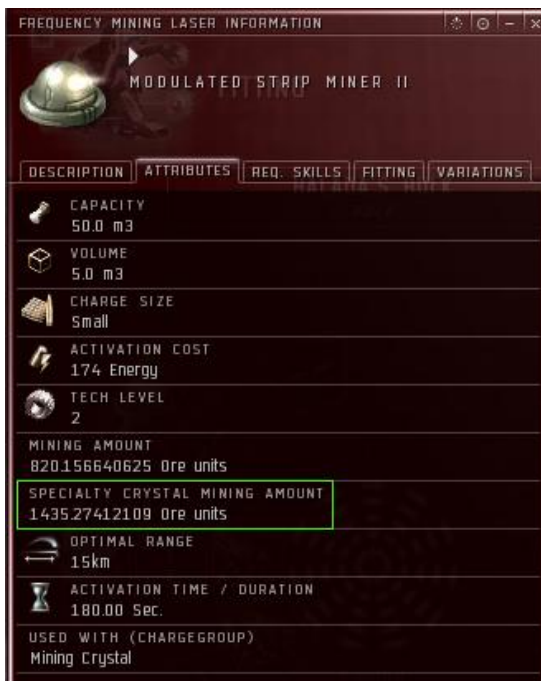 FREQUENCY MINING LASER INFORMATION
MODULATED STRIP MINER II
DESCRIPTION ATTRIBUTES REQ. SKILLS FITTING VARIATIONS
CAPACITY
50.0 m3
VOLUME
5.0 m3
CHARGE SIZE
Small
ACTIVATION COST
174 Energy
TECH LEVEL
2
MINING AMOUNT
820.156640625 Ore units
SPECIALTY CRYSTAL MINING AMOUNT
1435.27412109 Ore units
OPTIMAL RANGE
15km
ACTIVATION TIME / DURATION
180.00 Sec.
USED WITH (CHARGEGROUP)
Mining Crystal